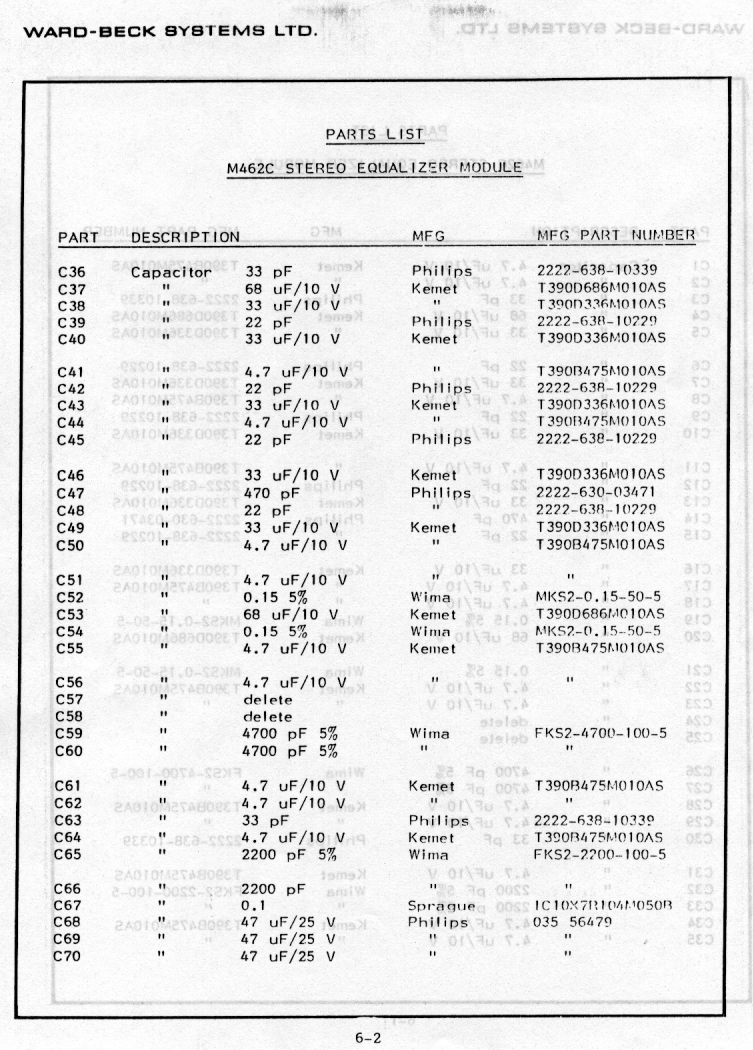 WARD-BECK SYSTEMS LTD.
PARTS LIST
M462C STEREO EQUALIZER MODULE
PART DESCRIPTION MFG MFG PART NUMBER
C36 Capacitor 33 pF Philips 2222-638-10339
C37 " 68 uF/10 V Kemet T390D686M010AS
C38 " 33 uF/10 V " T390D336M010AS
C39 " 22 pF Philips 2222-638-10229
C40 " 33 uF/10 V Kemet T390D336M010AS
C41 " 4.7 uF/10 V " T390B475M010AS
C42 " 22 pF Philips 2222-638-10229
C43 " 33 uF/10 V Kemet T390D336M010AS
C44 " 4.7 uF/10 V " T390B475M010AS
C45 " 22 pF Philips 2222-638-10229
C46 " 33 uF/10 V Kemet T390D336M010AS
C47 " 470 pF Philips 2222-630-03471
C48 " 22 pF " 2222-638-10229
C49 " 33 uF/10 V Kemet T390D336M010AS
C50 " 4.7 uF/10 V " T390B475M010AS
C51 " 4.7 uF/10 V " "
C52 " 0.15 5% Wima MKS2-0.15-50-5
C53 " 68 uF/10 V Kemet T390D686M010AS
C54 " 0.15 5% Wima MKS2-0.15-50-5
C55 " 4.7 uF/10 V Kemet T390B475M010AS
C56 " 4.7 uF/10 V " "
C57 " delete
C58 " delete
C59 " 4700 pF 5% Wima FKS2-4700-100-5
C60 " 4700 pF 5% " "
C61 " 4.7 uF/10 V Kemet T390B475M010AS
C62 " 4.7 uF/10 V " "
C63 " 33 pF Philips 2222-638-10339
C64 " 4.7 uF/10 V Kemet T390B475M010AS
C65 " 2200 pF 5% Wima FKS2-2200-100-5
C66 " 2200 pF " "
C67 " 0.1 Sprague 1C10X7R104M050B
C68 " 47 uF/25 V Philips 035 56479
C69 " 47 uF/25 V " "
C70 " 47 uF/25 V " "
6-2